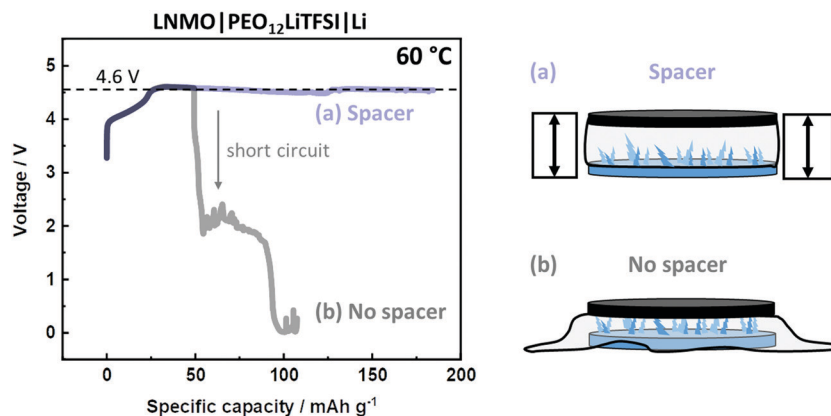 LNMO|PEO₁₂LiTFSI|Li
60 °C
4.6 V
(a) Spacer
short circuit
(b) No spacer
Voltage / V
5
4
3
2
1
0
0 50 100 150 200
Specific capacity / mAh g⁻¹
(a) Spacer
(b) No spacer